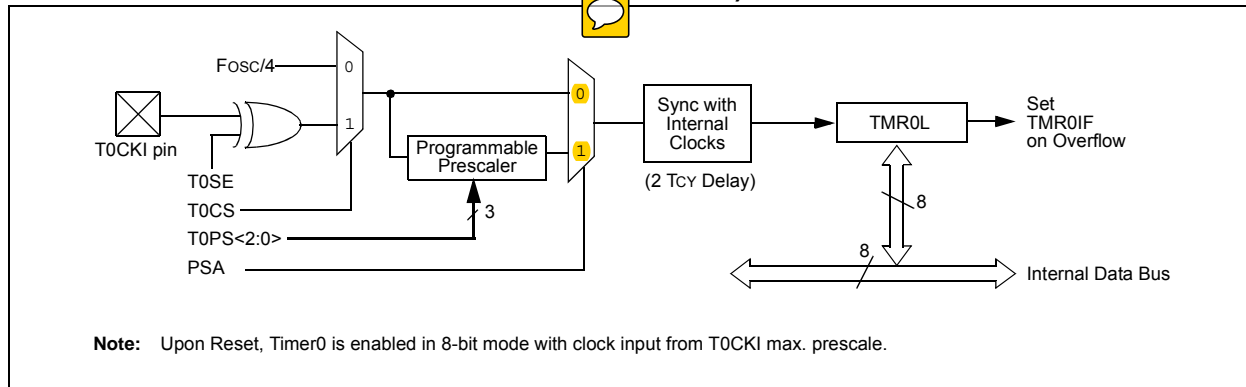 Fosc/4
0
1
T0CKI pin
T0SE
T0CS
T0PS<2:0>
PSA
Programmable
Prescaler
3
0
1
Sync with
Internal
Clocks
(2 TCY Delay)
TMR0L
Set
TMR0IF
on Overflow
8
8
Internal Data Bus
Note: Upon Reset, Timer0 is enabled in 8-bit mode with clock input from T0CKI max. prescale.